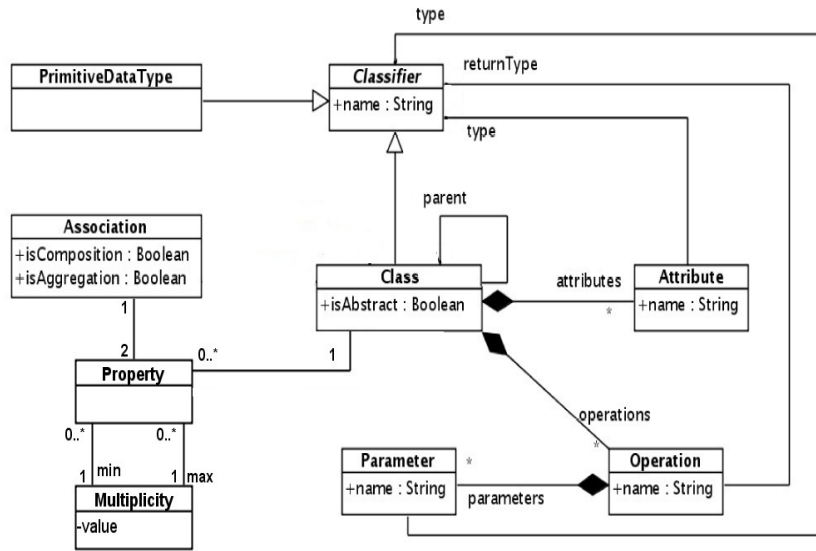 type
PrimitiveDataType
Classifier
+name : String
returnType
type
parent
Association
+isComposition : Boolean
+isAggregation : Boolean
Class
+isAbstract : Boolean
attributes
*
Attribute
+name : String
1
2
0..*
1
Property
operations
*
0..*
0..*
min
1
1
max
Multiplicity
-value
Parameter
+name : String
*
parameters
Operation
+name : String